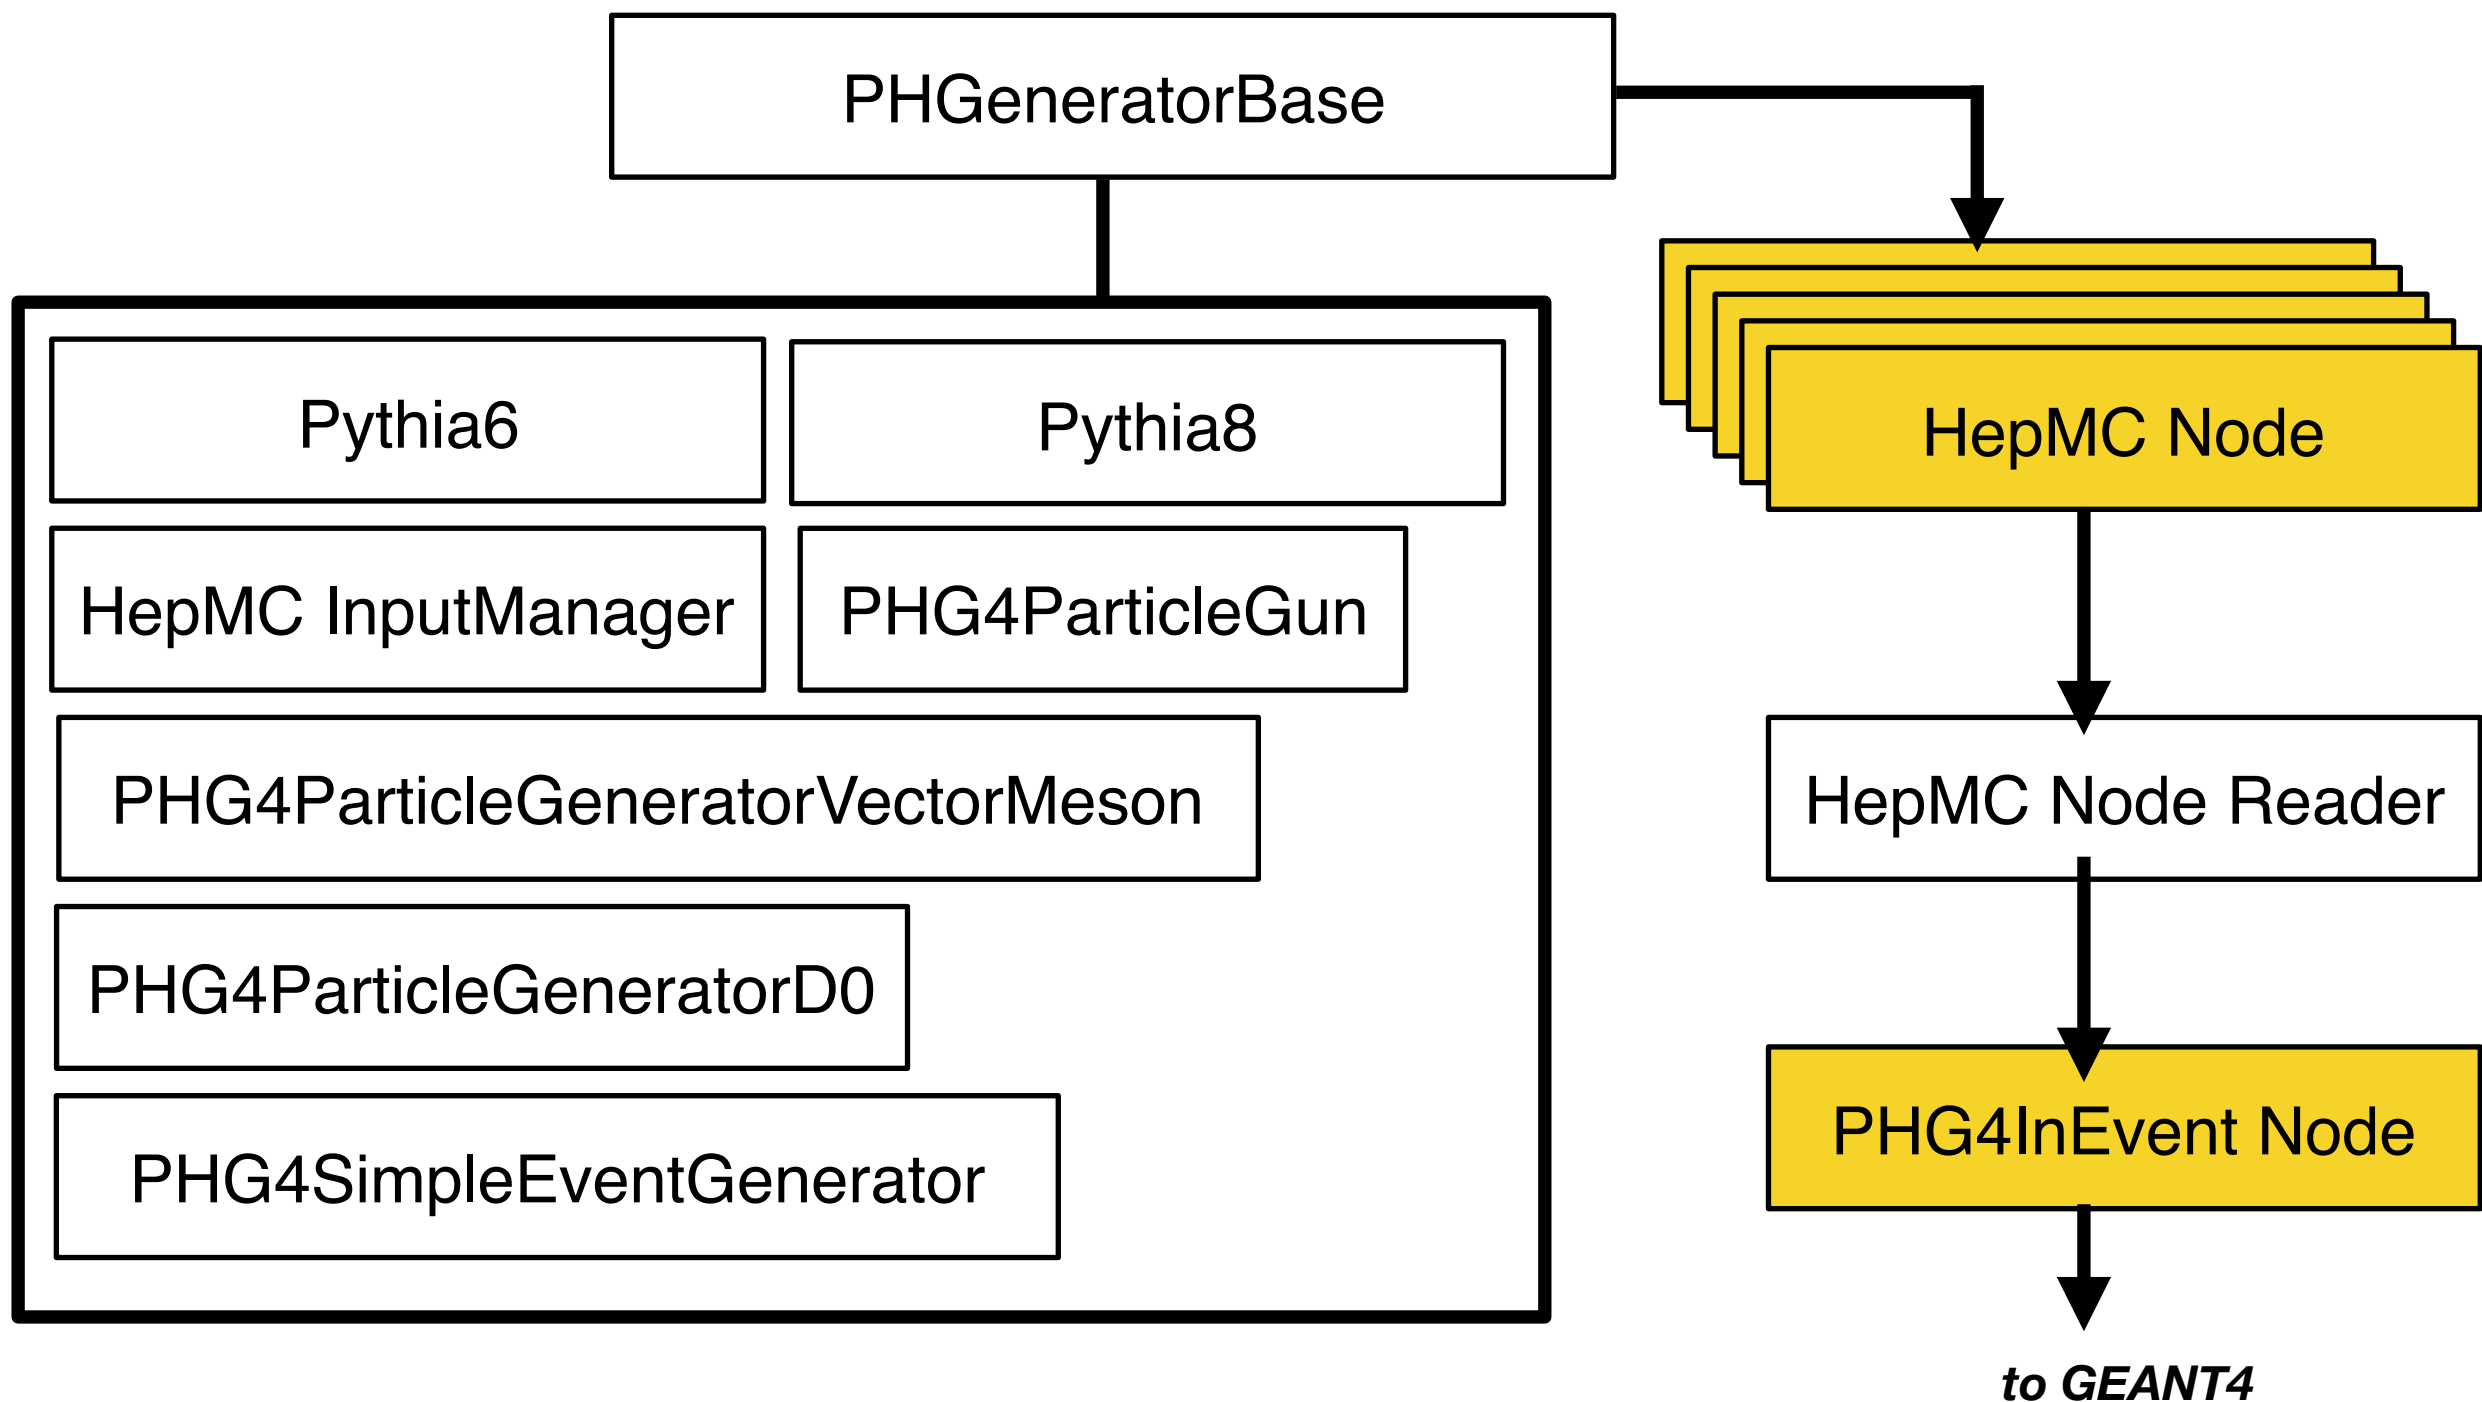 PHGeneratorBase
Pythia6
Pythia8
HepMC InputManager
PHG4ParticleGun
PHG4ParticleGeneratorVectorMeson
PHG4ParticleGeneratorD0
PHG4SimpleEventGenerator
HepMC Node
HepMC Node Reader
PHG4InEvent Node
to GEANT4